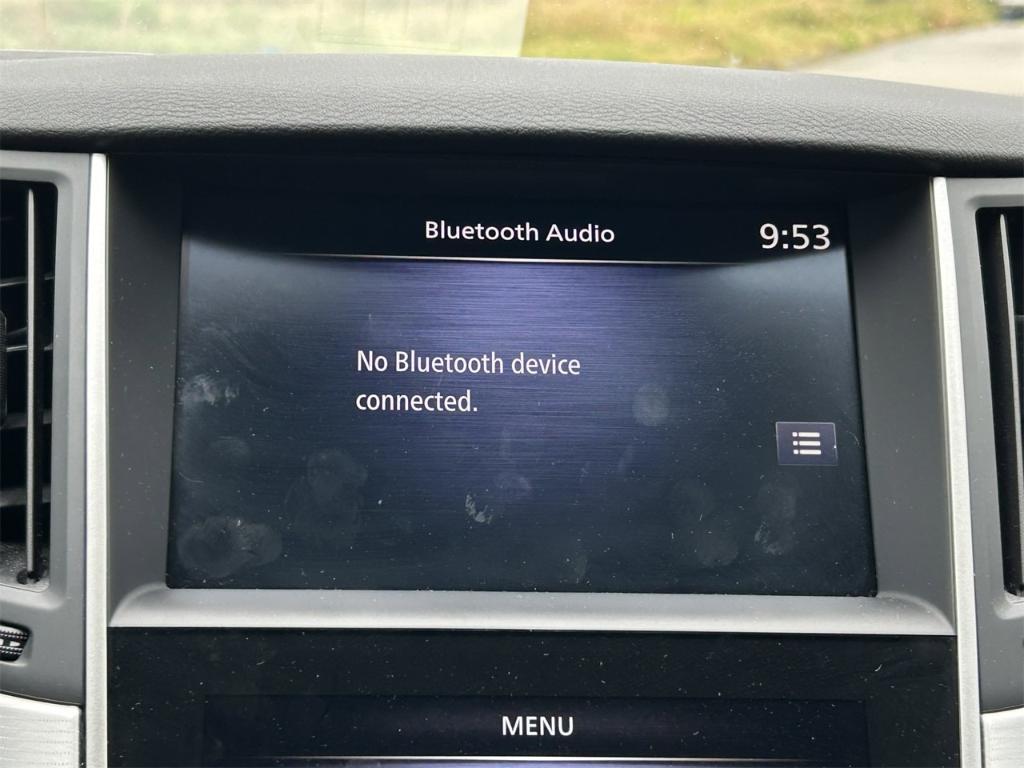 Bluetooth Audio
9:53
No Bluetooth device
connected.
MENU